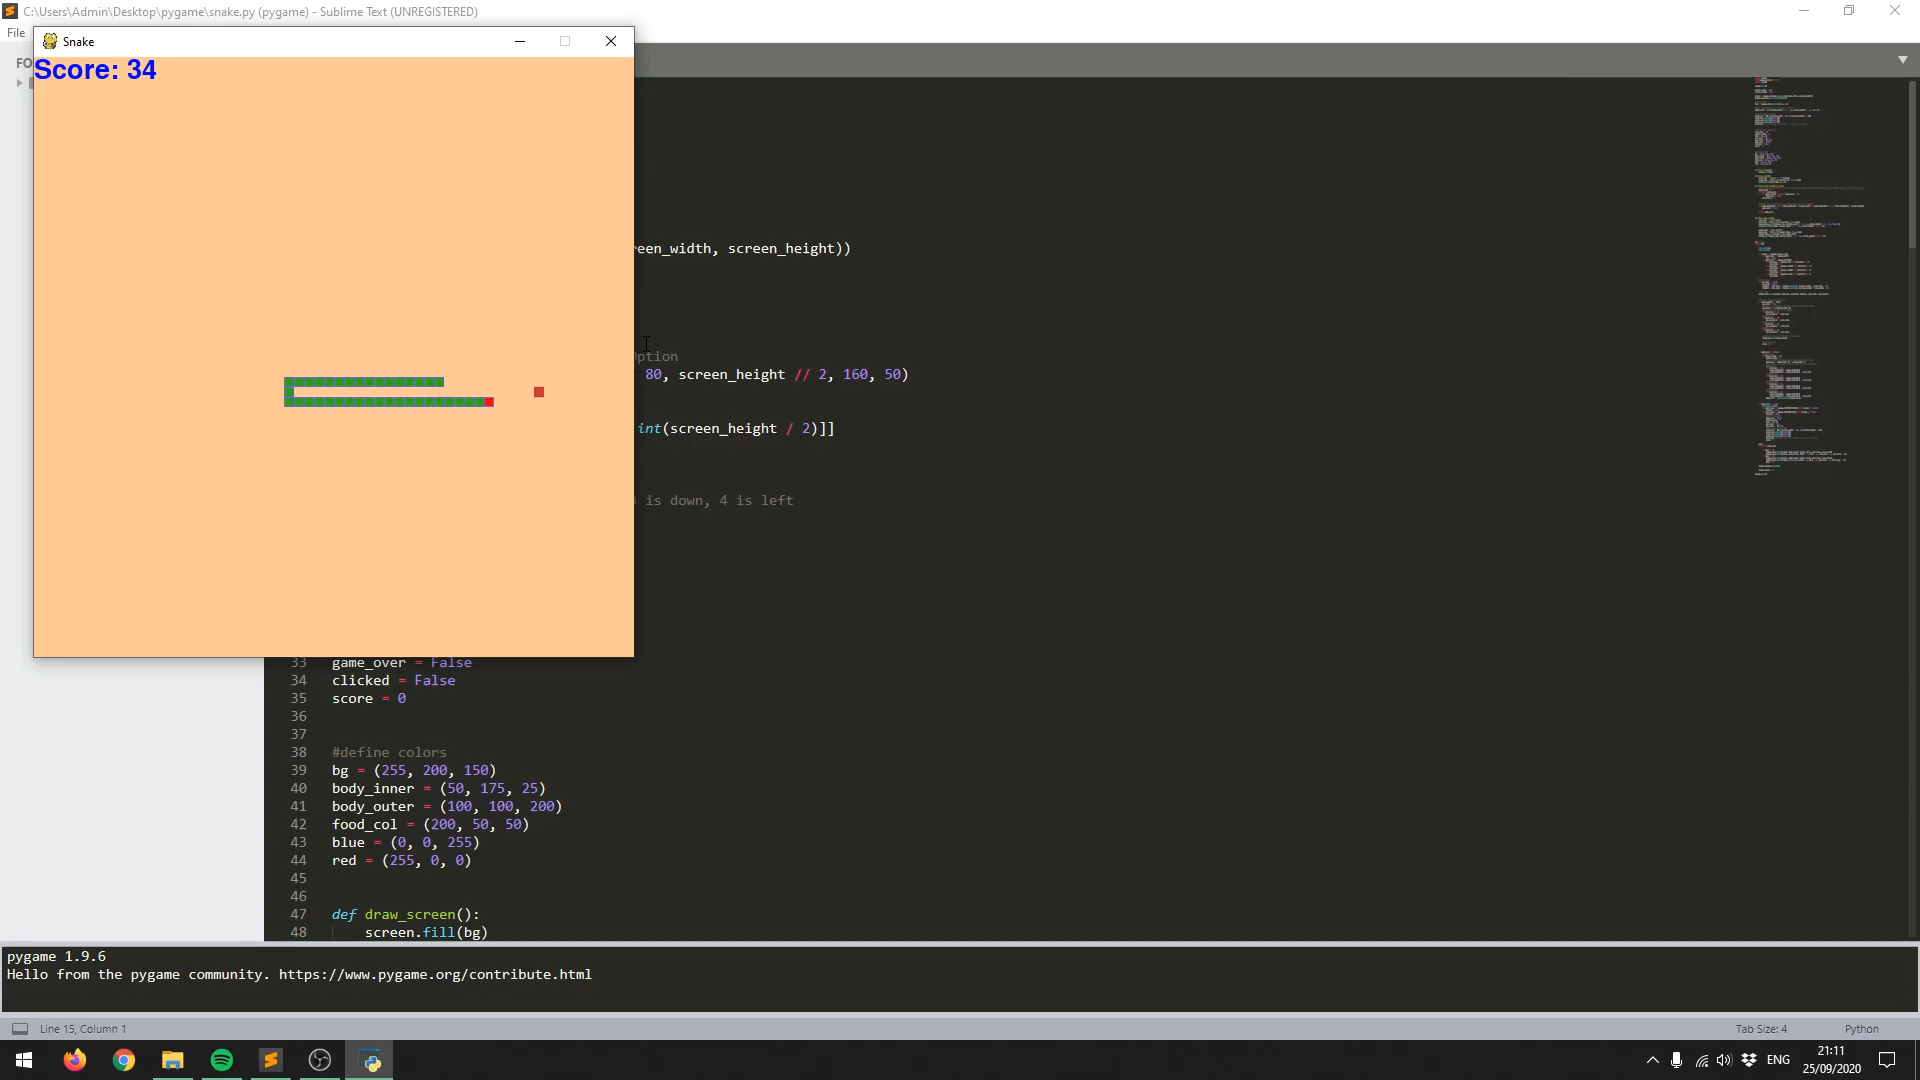 C:\Users\Admin\Desktop\pygame\snake.py (pygame) - Sublime Text (UNREGISTERED)
File
Snake
FO
Score: 34
reen_width, screen_height))
Option
80, screen_height // 2, 160, 50)
int(screen_height / 2)]]
is down, 4 is left
33 game_over = False
34 clicked = False
35 score = 0
36
37
38 #define colors
39 bg = (255, 200, 150)
40 body_inner = (50, 175, 25)
41 body_outer = (100, 100, 200)
42 food_col = (200, 50, 50)
43 blue = (0, 0, 255)
44 red = (255, 0, 0)
45
46
47 def draw_screen():
48 screen.fill(bg)
pygame 1.9.6
Hello from the pygame community. https://www.pygame.org/contribute.html
Line 15, Column 1
Tab Size: 4
Python
ENG
21:11
25/09/2020